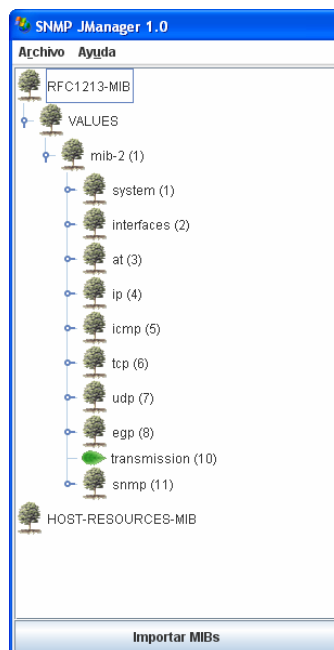 SNMP JManager 1.0
Archivo Ayuda
RFC1213-MIB
VALUES
mib-2 (1)
system (1)
interfaces (2)
at (3)
ip (4)
icmp (5)
tcp (6)
udp (7)
egp (8)
transmission (10)
snmp (11)
HOST-RESOURCES-MIB
Importar MIBs